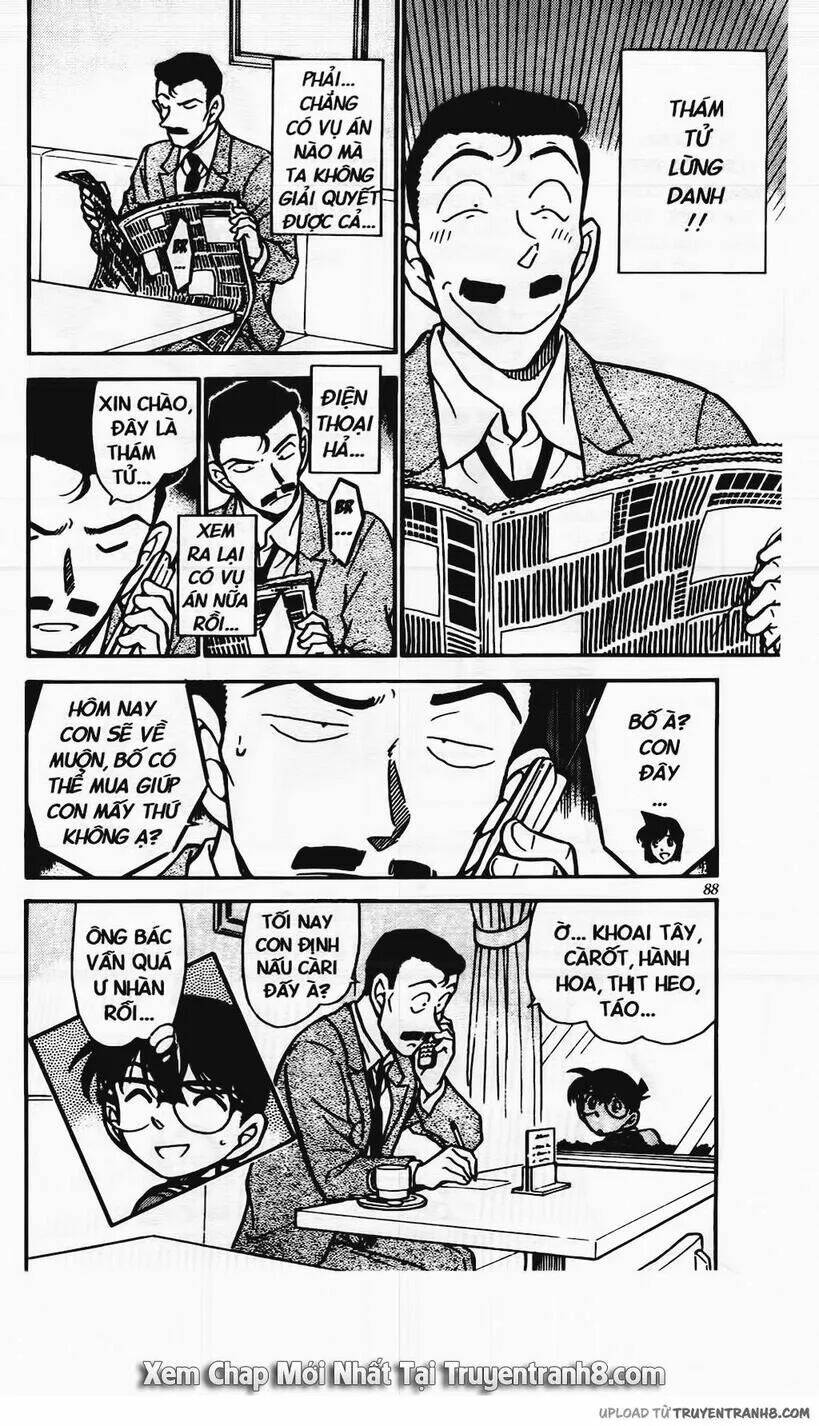 PHẢI...
CHẲNG
CÓ VỤ ÁN
NÀO MÀ
TA KHÔNG
GIẢI QUYẾT
ĐƯỢC CẢ...
BR
...
THÁM
TỬ
LỪNG
DANH
!!
ĐIỆN
THOẠI
HẢ...
BR
...
XEM
RA LẠI
CÓ VỤ
ÁN NỮA
RỒI...
XIN CHÀO,
ĐÂY LÀ
THÁM
TỬ...
BỐ À?
CON
ĐÂY
...
HÔM NAY
CON SẼ VỀ
MUỘN, BỐ CÓ
THỂ MUA GIÚP
CON MẤY THỨ
KHÔNG Ạ?
88
Ờ... KHOAI TÂY,
CÀRỐT, HÀNH
HOA, THỊT HEO,
TÁO...
TỐI NAY
CON ĐỊNH
NẤU CÀRI
ĐẤY À?
ÔNG BÁC
VẪN QUÁ
Ư NHÀN
RỒI...
Xem Chap Mới Nhất Tại Truyentranh8.com
UPLOAD TỪ TRUYENTRANH8.COM